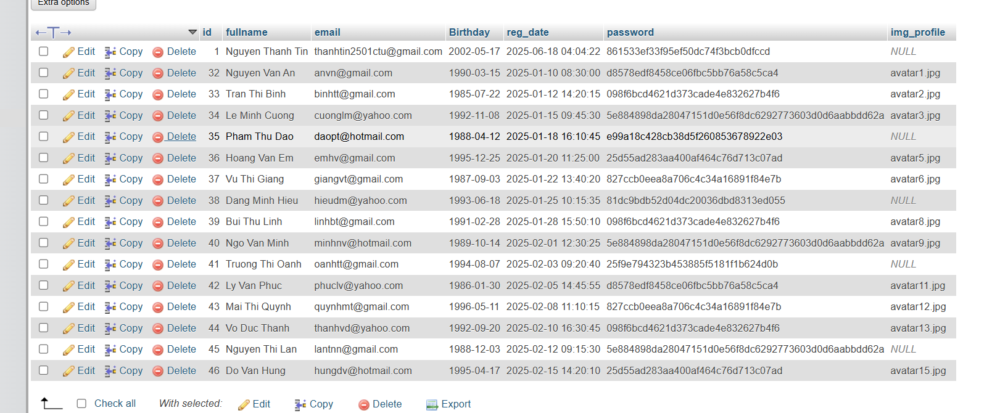 Extra options
←T→ id fullname email Birthday reg_date password img_profile
Edit Copy Delete 1 Nguyen Thanh Tin thanhtin2501ctu@gmail.com 2002-05-17 2025-06-18 04:04:22 861533ef33f95ef50dc74f3bcb0dfccd NULL
Edit Copy Delete 32 Nguyen Van An anvn@gmail.com 1990-03-15 2025-01-10 08:30:00 d8578edf8458ce06fbc5bb76a58c5ca4 avatar1.jpg
Edit Copy Delete 33 Tran Thi Binh binhtt@gmail.com 1985-07-22 2025-01-12 14:20:15 098f6bcd4621d373cade4e832627b4f6 avatar2.jpg
Edit Copy Delete 34 Le Minh Cuong cuonglm@yahoo.com 1992-11-08 2025-01-15 09:45:30 5e884898da28047151d0e56f8dc6292773603d0d6aabbdd62a avatar3.jpg
Edit Copy Delete 35 Pham Thu Dao daopt@hotmail.com 1988-04-12 2025-01-18 16:10:45 e99a18c428cb38d5f260853678922e03 NULL
Edit Copy Delete 36 Hoang Van Em emhv@gmail.com 1995-12-25 2025-01-20 11:25:00 25d55ad283aa400af464c76d713c07ad avatar5.jpg
Edit Copy Delete 37 Vu Thi Giang giangvt@gmail.com 1987-09-03 2025-01-22 13:40:20 827ccb0eea8a706c4c34a16891f84e7b avatar6.jpg
Edit Copy Delete 38 Dang Minh Hieu hieudm@yahoo.com 1993-06-18 2025-01-25 10:15:35 81dc9bdb52d04dc20036dbd8313ed055 NULL
Edit Copy Delete 39 Bui Thu Linh linhbt@gmail.com 1991-02-28 2025-01-28 15:50:10 098f6bcd4621d373cade4e832627b4f6 avatar8.jpg
Edit Copy Delete 40 Ngo Van Minh minhnv@hotmail.com 1989-10-14 2025-02-01 12:30:25 5e884898da28047151d0e56f8dc6292773603d0d6aabbdd62a avatar9.jpg
Edit Copy Delete 41 Truong Thi Oanh oanhtt@gmail.com 1994-08-07 2025-02-03 09:20:40 25f9e794323b453885f5181f1b624d0b NULL
Edit Copy Delete 42 Ly Van Phuc phuclv@yahoo.com 1986-01-30 2025-02-05 14:45:55 d8578edf8458ce06fbc5bb76a58c5ca4 avatar11.jpg
Edit Copy Delete 43 Mai Thi Quynh quynhmt@gmail.com 1996-05-11 2025-02-08 11:10:15 827ccb0eea8a706c4c34a16891f84e7b avatar12.jpg
Edit Copy Delete 44 Vo Duc Thanh thanhvd@yahoo.com 1992-09-20 2025-02-10 16:30:45 098f6bcd4621d373cade4e832627b4f6 avatar13.jpg
Edit Copy Delete 45 Nguyen Thi Lan lantnn@gmail.com 1988-12-03 2025-02-12 09:15:30 5e884898da28047151d0e56f8dc6292773603d0d6aabbdd62a NULL
Edit Copy Delete 46 Do Van Hung hungdv@hotmail.com 1995-04-17 2025-02-15 14:20:10 25d55ad283aa400af464c76d713c07ad avatar15.jpg
Check all With selected: Edit Copy Delete Export